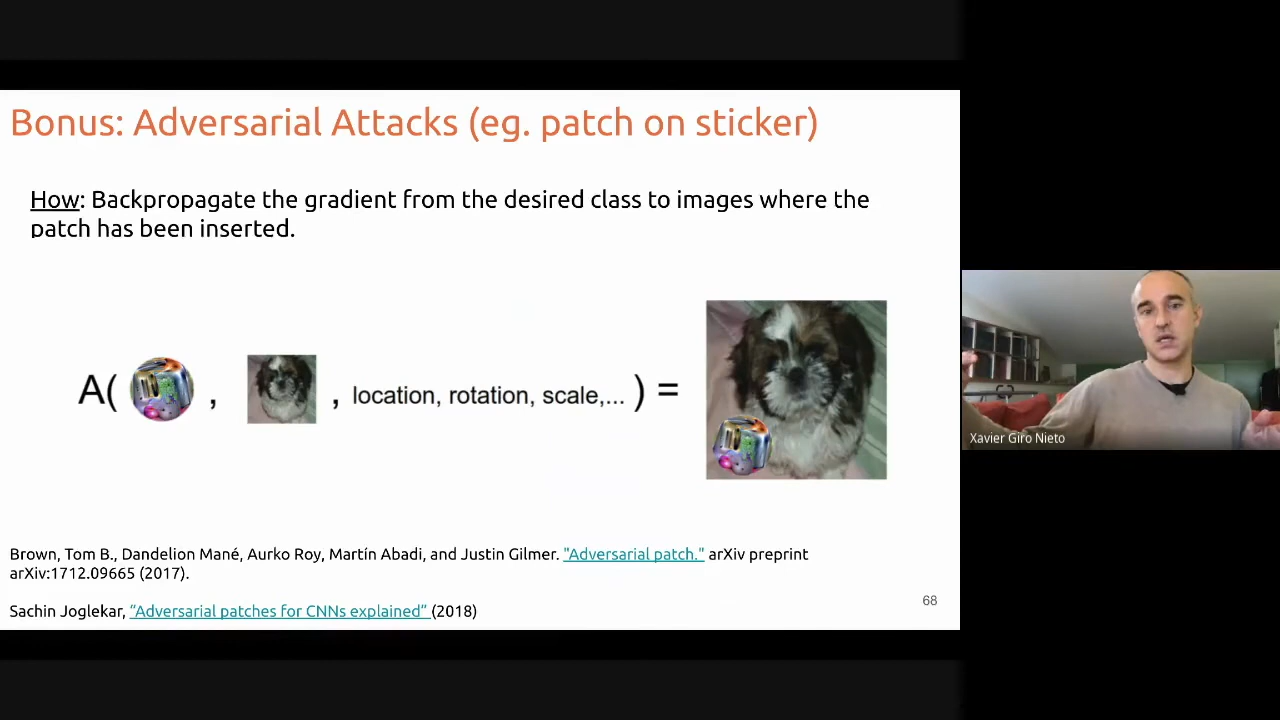 Bonus: Adversarial Attacks (eg. patch on sticker)
How: Backpropagate the gradient from the desired class to images where the
patch has been inserted.
A( , , location, rotation, scale,... ) =
Xavier Giro Nieto
Brown, Tom B., Dandelion Mané, Aurko Roy, Martín Abadi, and Justin Gilmer. "Adversarial patch." arXiv preprint
arXiv:1712.09665 (2017).
68
Sachin Joglekar, “Adversarial patches for CNNs explained” (2018)